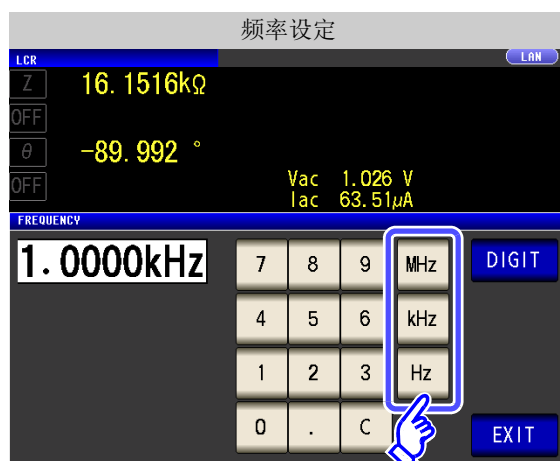 频率设定
LCR
LAN
Z 16.1516kΩ
OFF
θ -89.992 °
OFF
Vac 1.026 V
Iac 63.51μA
FREQUENCY
1.0000kHz
7 8 9 MHz DIGIT
4 5 6 kHz
1 2 3 Hz
0 . C EXIT